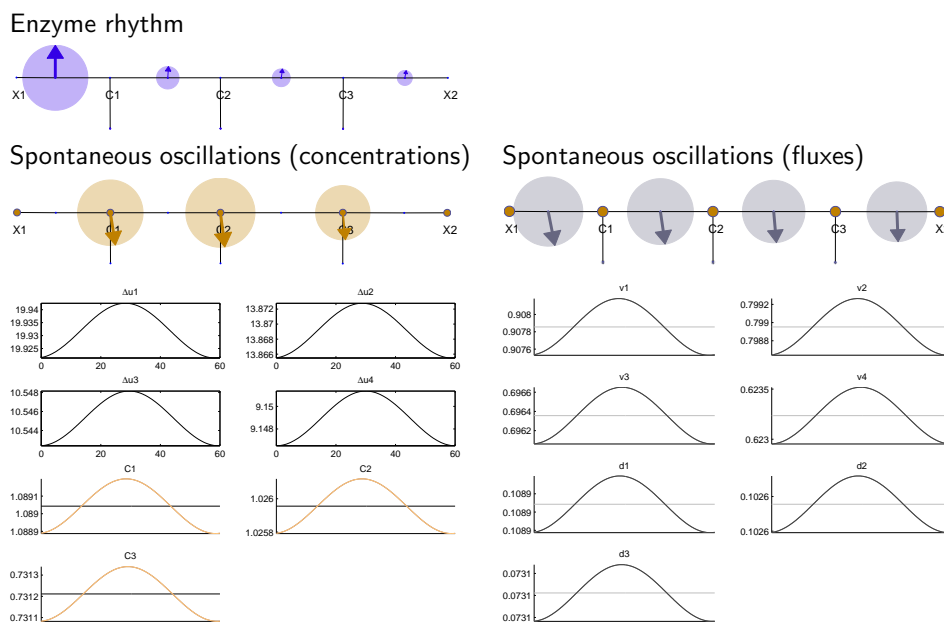 Enzyme rhythm
X1 C1 C2 C3 X2
Spontaneous oscillations (concentrations)
X1 C1 C2 C3 X2
Δu1
19.94
19.935
19.93
19.925
0 20 40 60
Δu2
13.872
13.87
13.868
13.866
0 20 40 60
Δu3
10.548
10.546
10.544
0 20 40 60
Δu4
9.15
9.148
0 20 40 60
C1
1.0891
1.089
1.0889
C2
1.026
1.0258
C3
0.7313
0.7312
0.7311
Spontaneous oscillations (fluxes)
X1 C1 C2 C3
v1
0.908
0.9078
0.9076
v2
0.7992
0.799
0.7988
v3
0.6966
0.6964
0.6962
v4
0.6235
0.623
d1
0.1089
0.1089
0.1089
d2
0.1026
0.1026
d3
0.0731
0.0731
0.0731